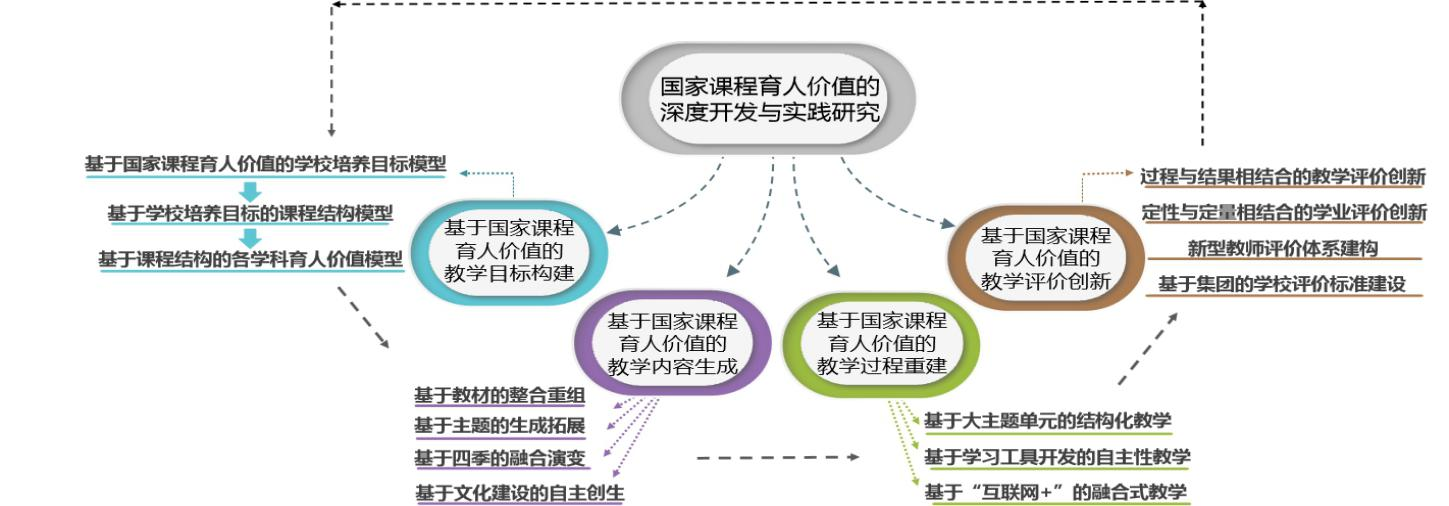 国家课程育人价值的
深度开发与实践研究
基于国家课程育人价值的学校培养目标模型
基于学校培养目标的课程结构模型
基于课程结构的各学科育人价值模型
基于国家课程
育人价值的
教学目标构建
基于国家课程
育人价值的
教学内容生成
基于教材的整合重组
基于主题的生成拓展
基于四季的融合演变
基于文化建设的自主创生
基于国家课程
育人价值的
教学过程重建
基于大主题单元的结构化教学
基于学习工具开发的自主性教学
基于“互联网+”的融合式教学
基于国家课程
育人价值的
教学评价创新
过程与结果相结合的教学评价创新
定性与定量相结合的学业评价创新
新型教师评价体系建构
基于集团的学校评价标准建设